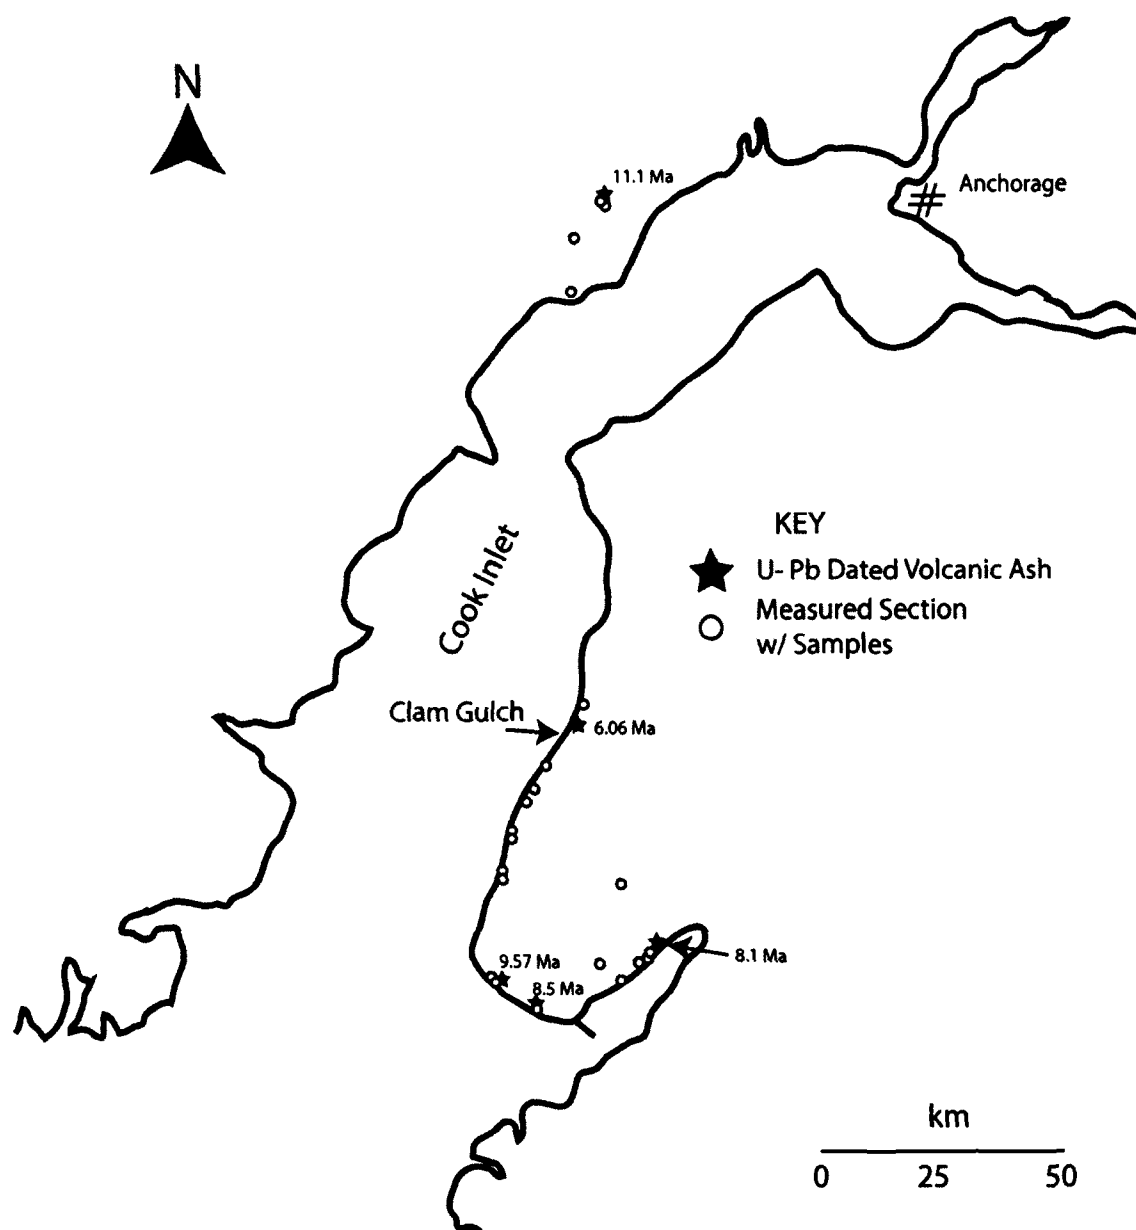 N
11.1 Ma
Anchorage
Cook Inlet
KEY
U- Pb Dated Volcanic Ash
Measured Section
w/ Samples
Clam Gulch
6.06 Ma
9.57 Ma
8.5 Ma
8.1 Ma
km
0 25 50